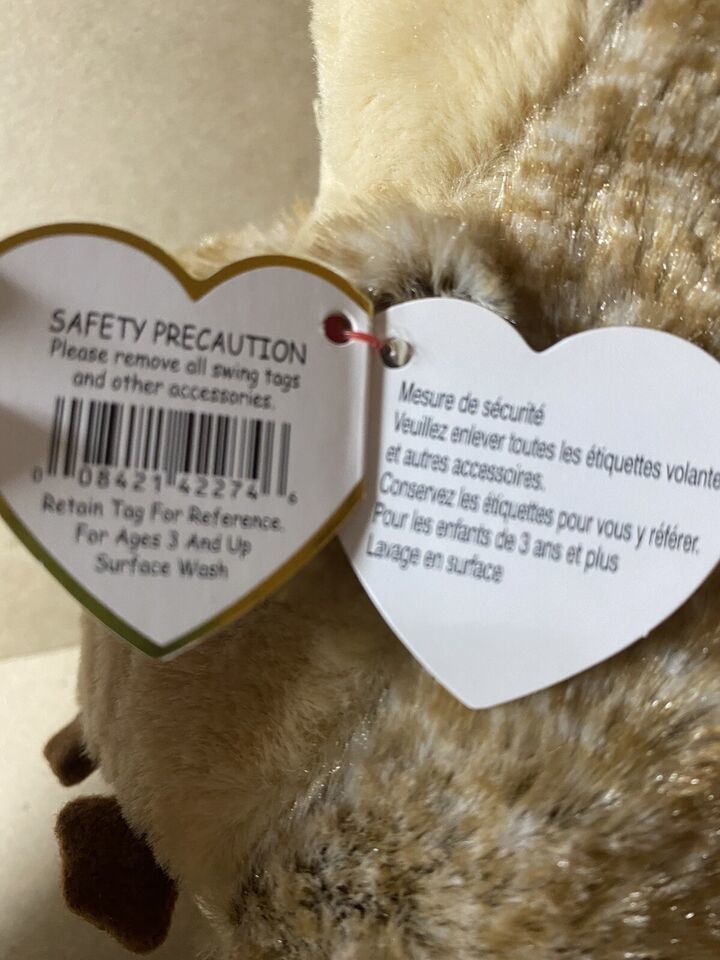 SAFETY PRECAUTION
Please remove all swing tags
and other accessories.
0 08421 42274 6
Retain Tag For Reference.
For Ages 3 And Up
Surface Wash
Mesure de sécurité
Veuillez enlever toutes les étiquettes volante
et autres accessoires.
Conservez les étiquettes pour vous y référer.
Pour les enfants de 3 ans et plus
Lavage en surface